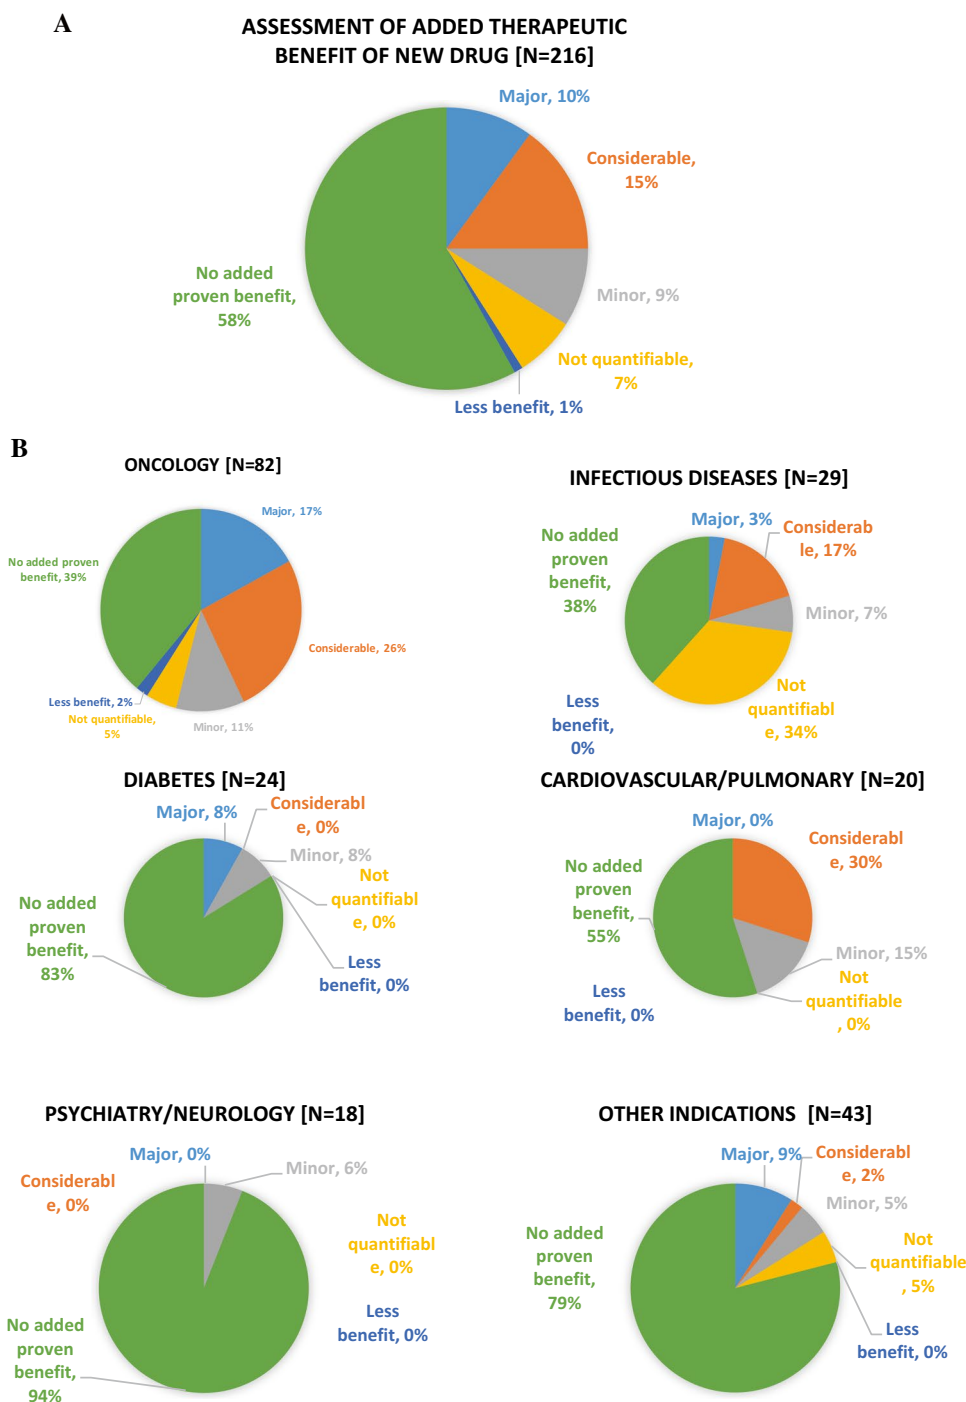 A
ASSESSMENT OF ADDED THERAPEUTIC
BENEFIT OF NEW DRUG [N=216]
Major, 10%
Considerable,
15%
Minor, 9%
Not quantifiable,
7%
Less benefit, 1%
No added
proven benefit,
58%
B
ONCOLOGY [N=82]
Major, 17%
Considerable, 26%
Minor, 11%
Not quantifiable,
5%
Less benefit, 2%
No added proven
benefit, 39%
INFECTIOUS DISEASES [N=29]
Major, 3%
Considerab
le, 17%
Minor, 7%
Not
quantifiabl
e, 34%
Less
benefit,
0%
No added
proven
benefit,
38%
DIABETES [N=24]
Major, 8%
Considerabl
e, 0%
Minor, 8%
Not
quantifiabl
e, 0%
Less
benefit, 0%
No added
proven
benefit,
83%
CARDIOVASCULAR/PULMONARY [N=20]
Major, 0%
Considerabl
e, 30%
Minor, 15%
Not
quantifiable
, 0%
Less
benefit, 0%
No added
proven
benefit,
55%
PSYCHIATRY/NEUROLOGY [N=18]
Major, 0%
Considerabl
e, 0%
Minor, 6%
Not
quantifiabl
e, 0%
Less
benefit, 0%
No added
proven
benefit,
94%
OTHER INDICATIONS [N=43]
Major, 9%
Considerabl
e, 2%
Minor, 5%
Not
quantifiable
, 5%
Less
benefit, 0%
No added
proven
benefit,
79%